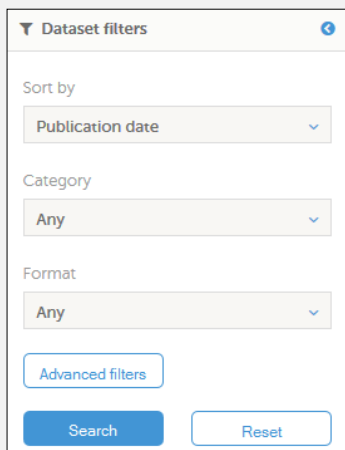 Dataset filters
Sort by
Publication date
Category
Any
Format
Any
Advanced filters
Search Reset